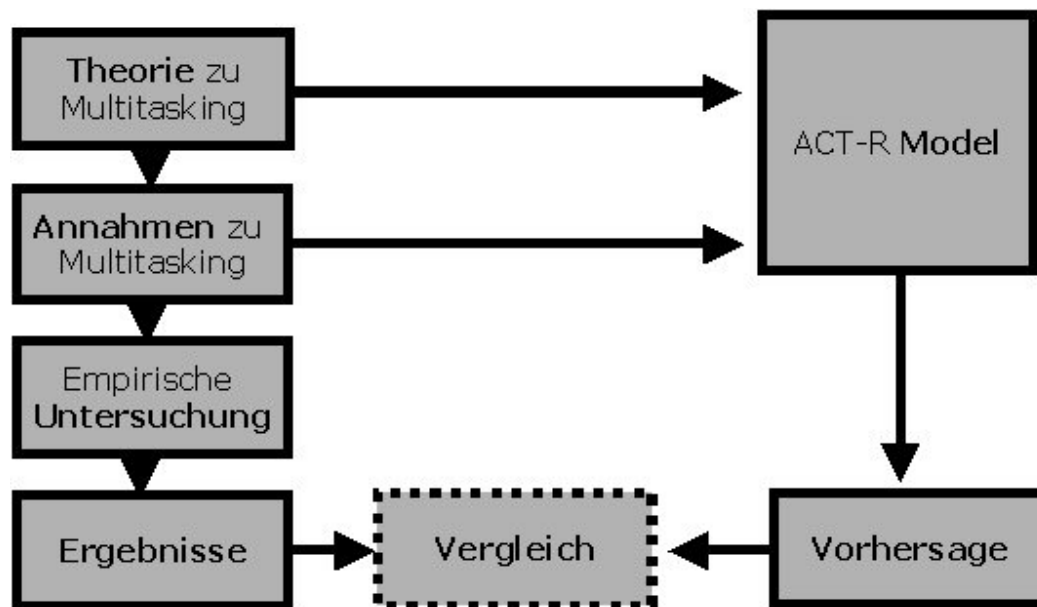 Theorie zu
Multitasking
ACT-R Model
Annahmen zu
Multitasking
Empirische
Untersuchung
Ergebnisse
Vergleich
Vorhersage